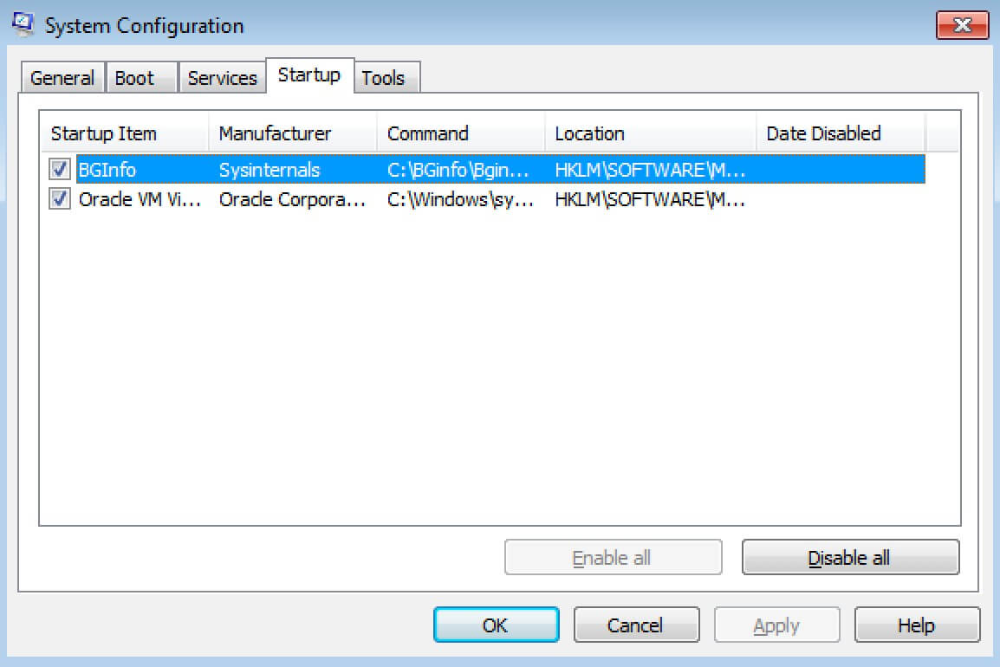 System Configuration
General Boot Services Startup Tools
Startup Item Manufacturer Command Location Date Disabled
BGInfo Sysinternals C:\BGinfo\Bgin... HKLM\SOFTWARE\M...
Oracle VM Vi... Oracle Corpora... C:\Windows\sy... HKLM\SOFTWARE\M...
Enable all Disable all
OK Cancel Apply Help